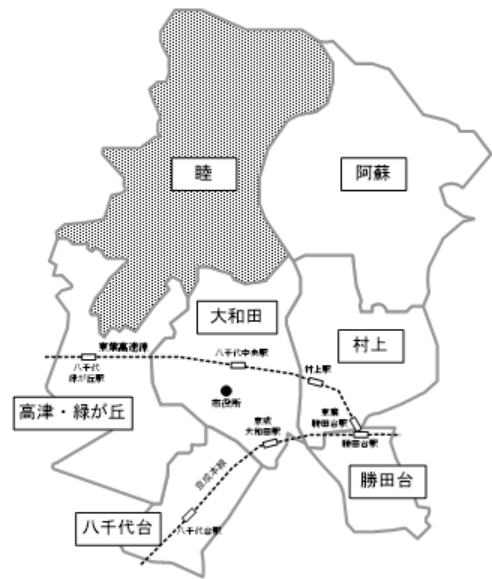 睦
阿蘇
大和田
村上
東葉高速線
八千代
緑が丘駅
八千代中央駅
村上駅
市役所
高津・緑が丘
東葉
勝田台駅
京成
大和田駅
勝田台駅
京成本線
勝田台
八千代台
八千代台駅